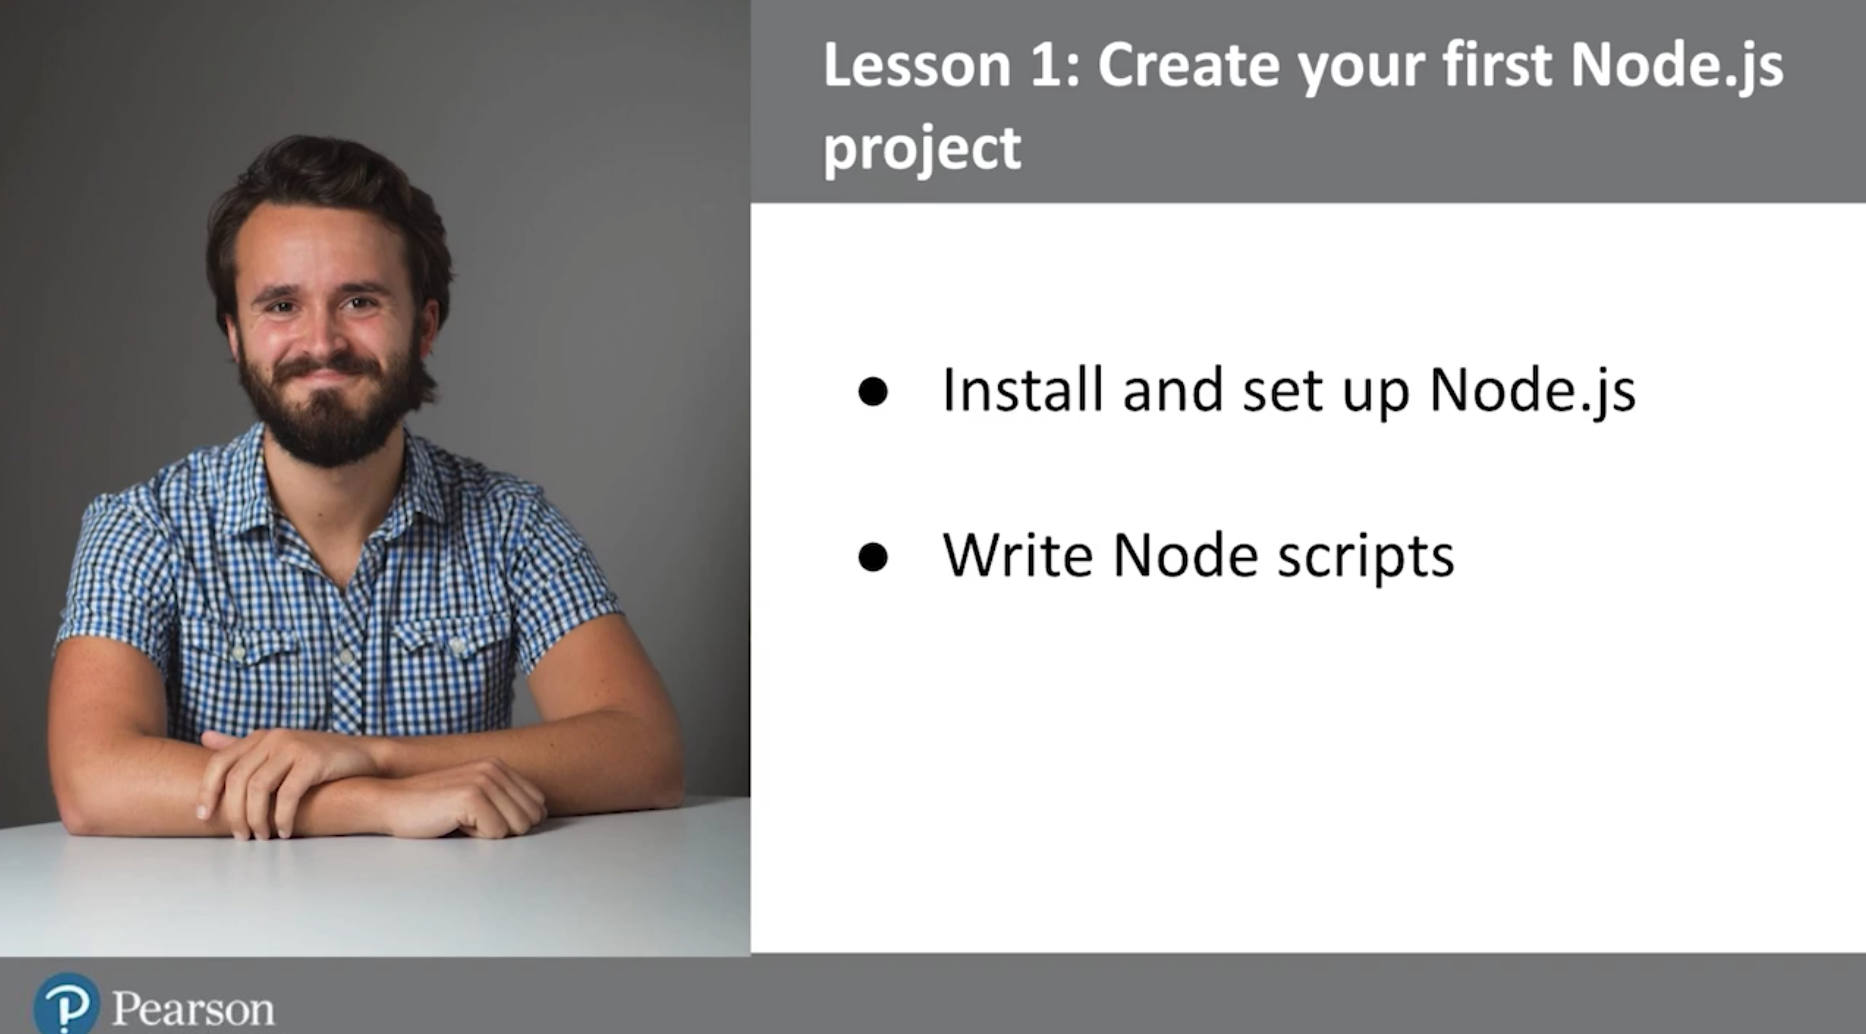 Lesson 1: Create your first Node.js
project
● Install and set up Node.js
● Write Node scripts
Pearson